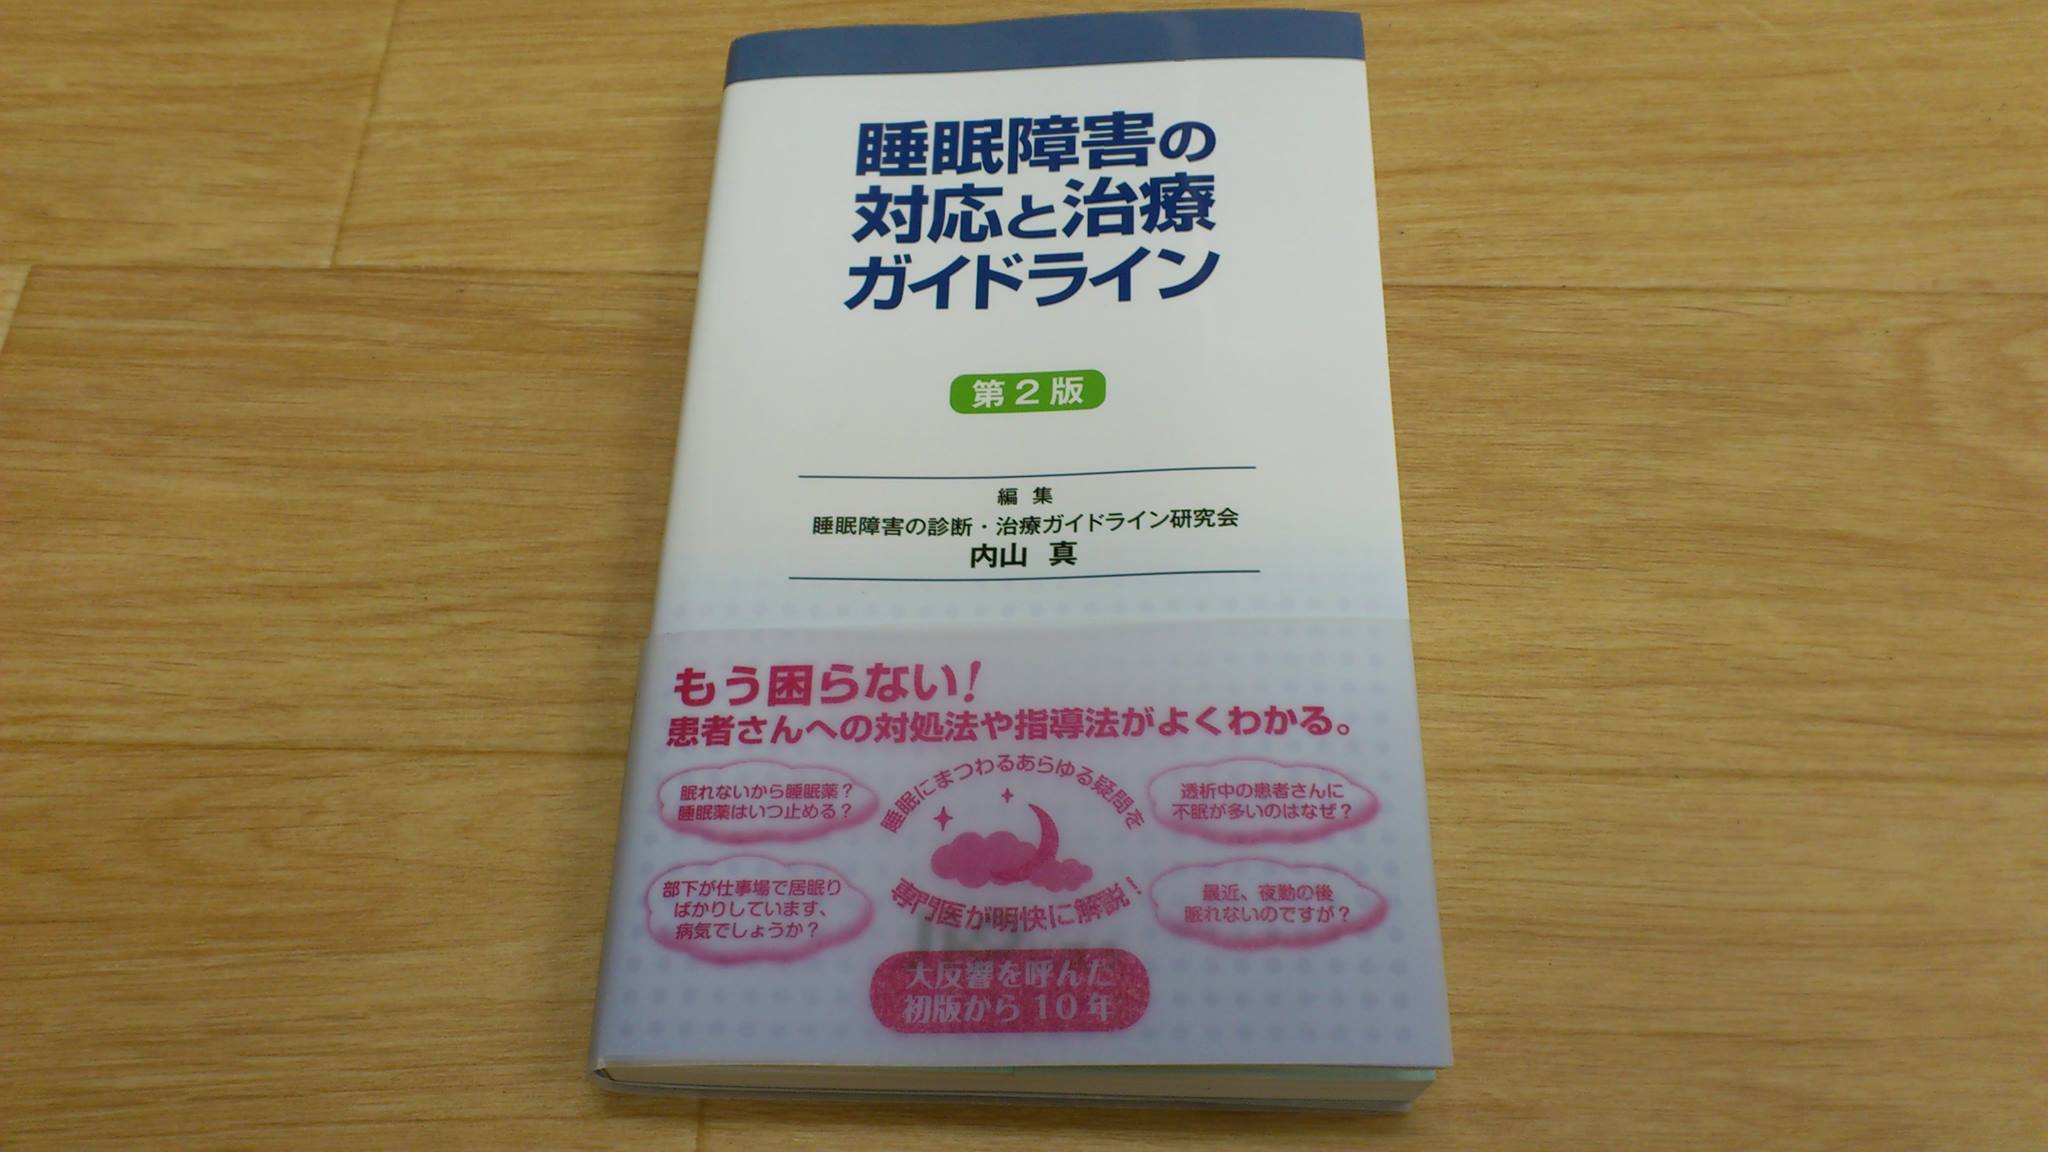 睡眠障害の
対応と治療
ガイドライン
第2版
編 集
睡眠障害の診断・治療ガイドライン研究会
内山 真
もう困らない!
患者さんへの対処法や指導法がよくわかる。
眠れないから睡眠薬?
睡眠薬はいつ止める?
睡眠にまつわるあらゆる疑問を
透析中の患者さんに
不眠が多いのはなぜ?
部下が仕事場で居眠り
ばかりしています、
病気でしょうか?
専門医が明快に解説!
最近、夜勤の後
眠れないのですが?
大反響を呼んだ
初版から10年